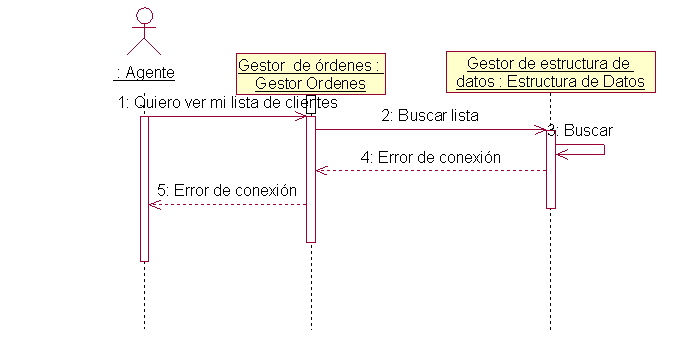 : Agente
Gestor de órdenes :
Gestor Ordenes
Gestor de estructura de
datos : Estructura de Datos
1: Quiero ver mi lista de clientes
2: Buscar lista
3: Buscar
4: Error de conexión
5: Error de conexión